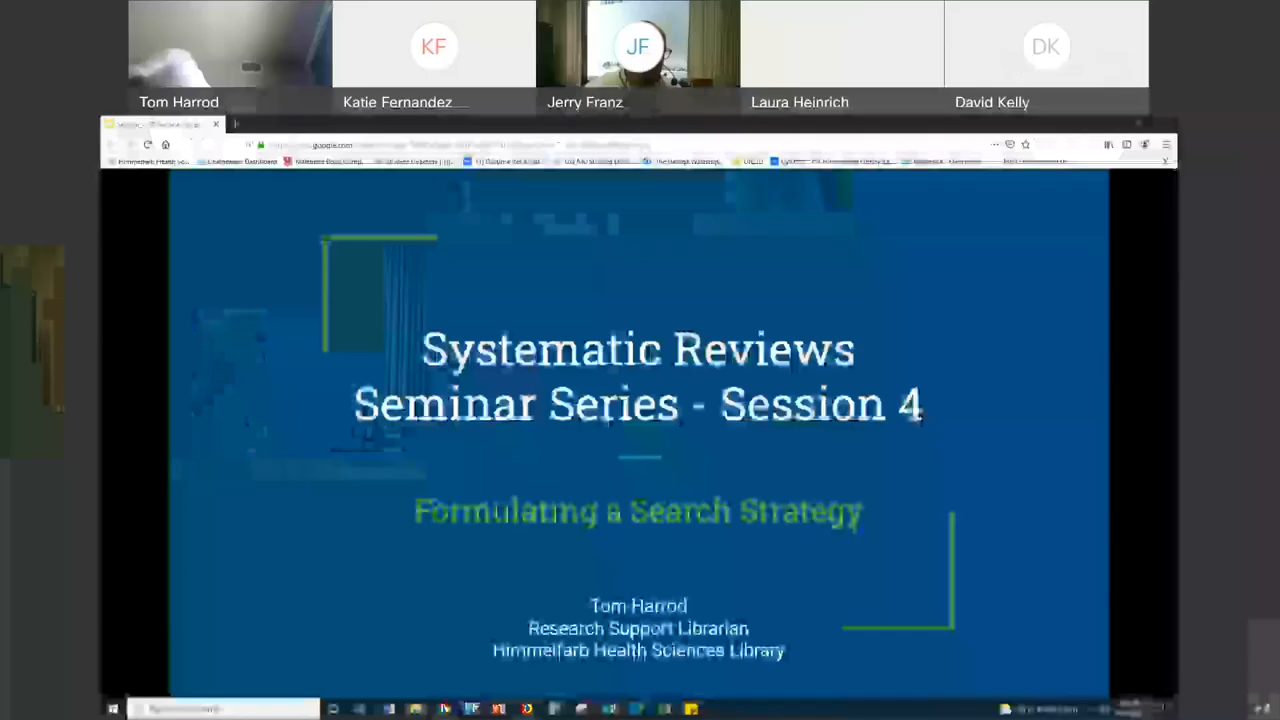 KF
JF
DK
Tom Harrod
Katie Fernandez
Jerry Franz
Laura Heinrich
David Kelly
Systematic Reviews
Seminar Series - Session 4
Formulating a Search Strategy
Tom Harrod
Research Support Librarian
Himmelfarb Health Sciences Library